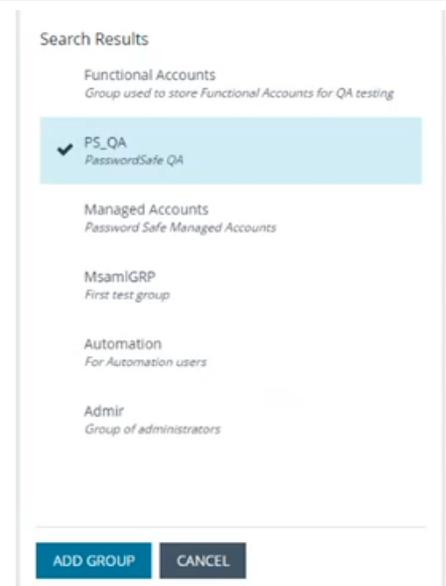 Search Results
Functional Accounts
Group used to store Functional Accounts for QA testing
PS_QA
PasswordSafe QA
Managed Accounts
Password Safe Managed Accounts
MsamlGRP
First test group
Automation
For Automation users
Admir
Group of administrators
ADD GROUP
CANCEL